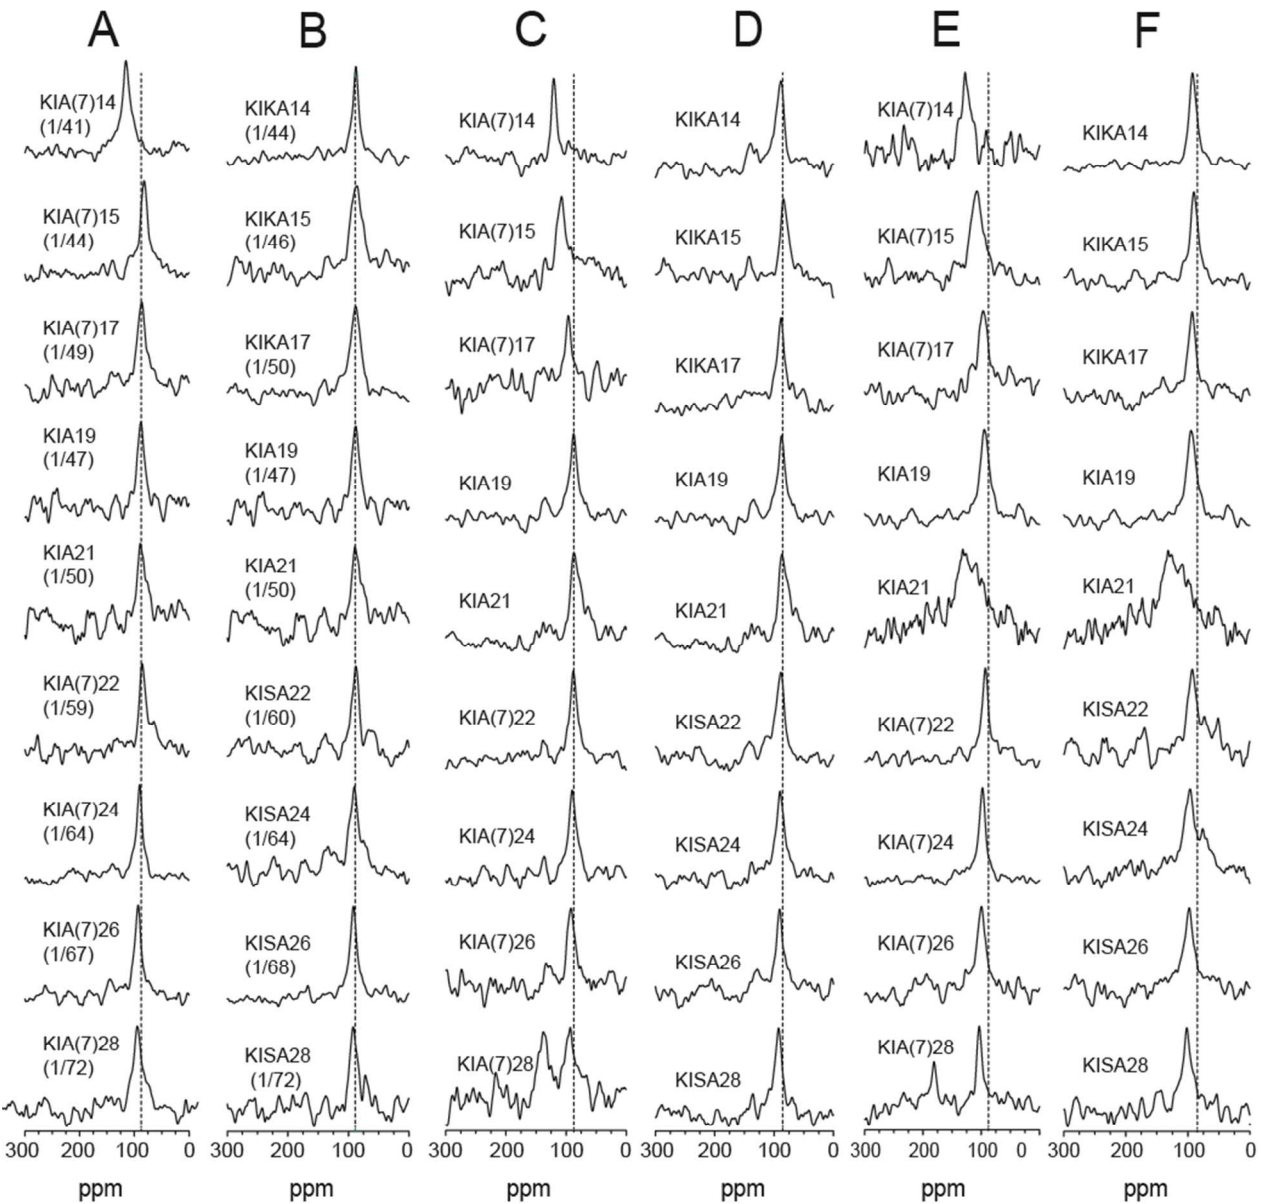 A B C D E F
KIA(7)14
(1/41)
KIKA14
(1/44)
KIA(7)14
KIKA14
KIA(7)14
KIKA14
KIA(7)15
(1/44)
KIKA15
(1/46)
KIA(7)15
KIKA15
KIA(7)15
KIKA15
KIA(7)17
(1/49)
KIKA17
(1/50)
KIA(7)17
KIKA17
KIA(7)17
KIKA17
KIA19
(1/47)
KIA19
(1/47)
KIA19
KIA19
KIA19
KIA19
KIA21
(1/50)
KIA21
(1/50)
KIA21
KIA21
KIA21
KIA21
KIA(7)22
(1/59)
KISA22
(1/60)
KIA(7)22
KISA22
KIA(7)22
KISA22
KIA(7)24
(1/64)
KISA24
(1/64)
KIA(7)24
KISA24
KIA(7)24
KISA24
KIA(7)26
(1/67)
KISA26
(1/68)
KIA(7)26
KISA26
KIA(7)26
KISA26
KIA(7)28
(1/72)
KISA28
(1/72)
KIA(7)28
KISA28
KIA(7)28
KISA28
300 200 100 0 300 200 100 0 300 200 100 0 300 200 100 0 300 200 100 0 300 200 100 0
ppm ppm ppm ppm ppm ppm